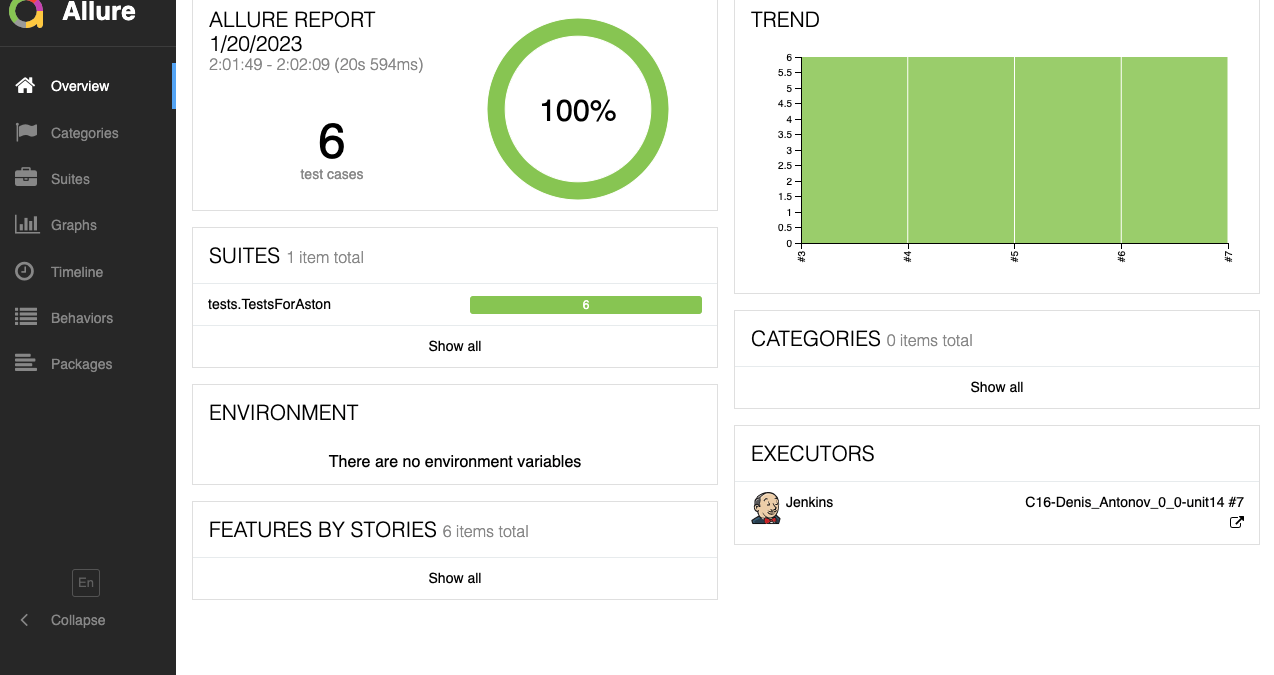 Allure
Overview
Categories
Suites
Graphs
Timeline
Behaviors
Packages
En
Collapse
ALLURE REPORT
1/20/2023
2:01:49 - 2:02:09 (20s 594ms)
6
test cases
100%
SUITES 1 item total
tests.TestsForAston 6
Show all
ENVIRONMENT
There are no environment variables
FEATURES BY STORIES 6 items total
Show all
TREND
6
5.5
5
4.5
4
3.5
3
2.5
2
1.5
1
0.5
0
#3 #4 #5 #6 #7
CATEGORIES 0 items total
Show all
EXECUTORS
Jenkins C16-Denis_Antonov_0_0-unit14 #7